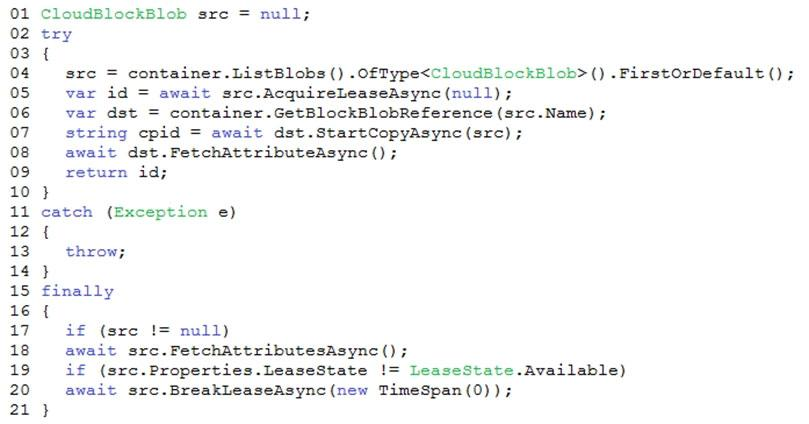 01 CloudBlockBlob src = null;
02 try
03 {
04 src = container.ListBlobs().OfType<CloudBlockBlob>().FirstOrDefault();
05 var id = await src.AcquireLeaseAsync(null);
06 var dst = container.GetBlockBlobReference(src.Name);
07 string cpid = await dst.StartCopyAsync(src);
08 await dst.FetchAttributeAsync();
09 return id;
10 }
11 catch (Exception e)
12 {
13 throw;
14 }
15 finally
16 {
17 if (src != null)
18 await src.FetchAttributesAsync();
19 if (src.Properties.LeaseState != LeaseState.Available)
20 await src.BreakLeaseAsync(new TimeSpan(0));
21 }